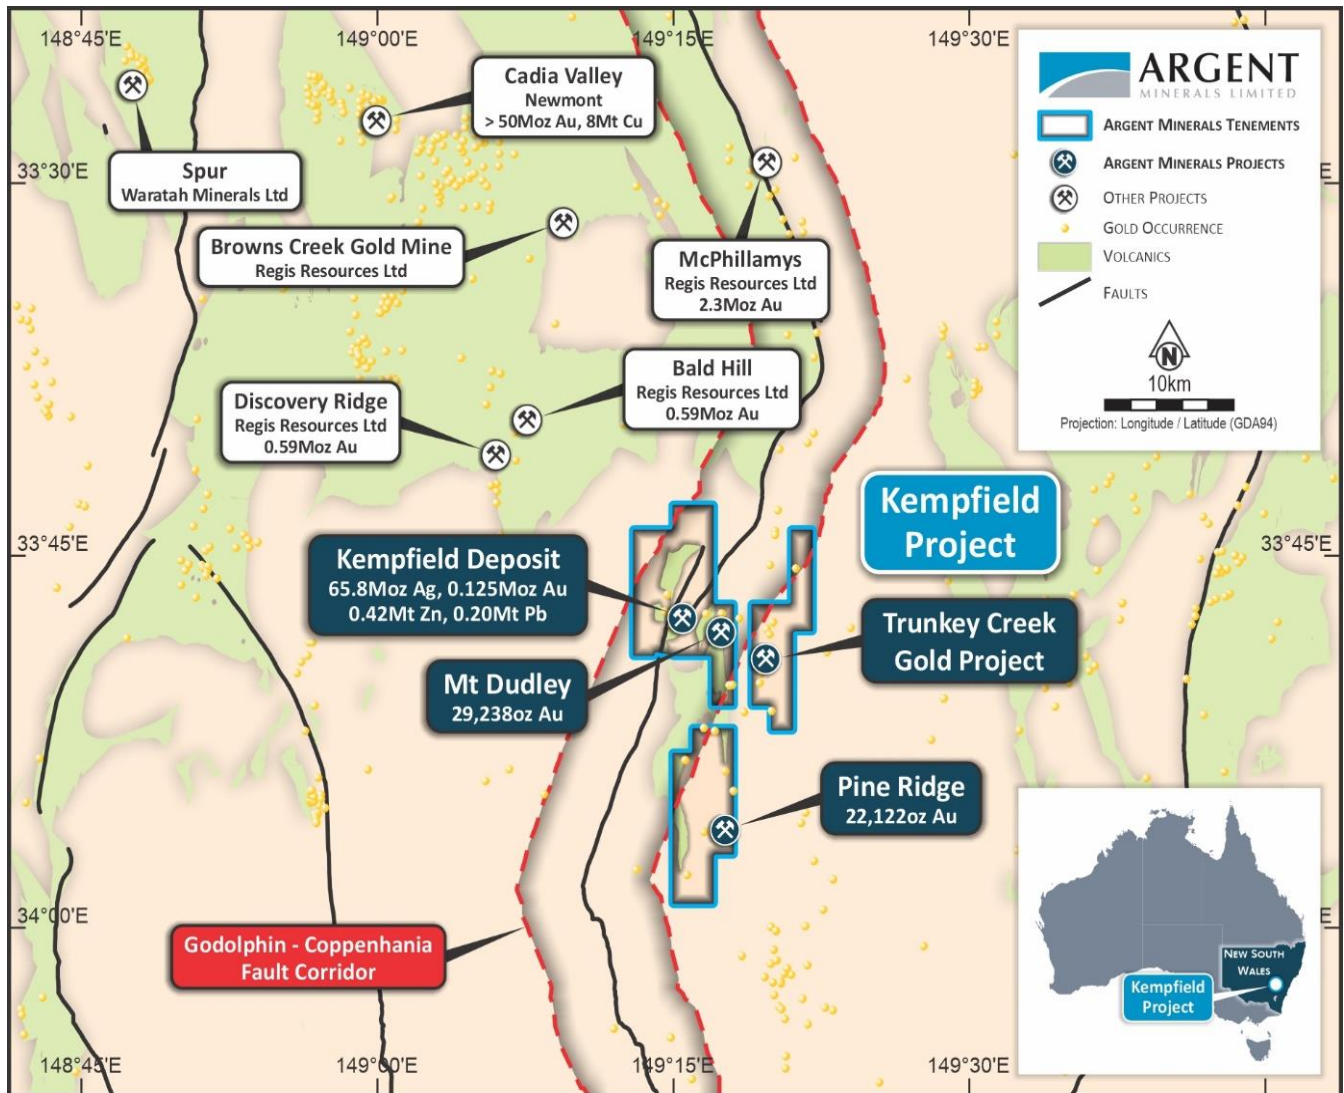 148°45'E
149°00'E
149°15'E
149°30'E
ARGENT
MINERALS LIMITED
ARGENT MINERALS TENEMENTS
ARGENT MINERALS PROJECTS
OTHER PROJECTS
GOLD OCCURRENCE
VOLCANICS
FAULTS
N
10km
Projection: Longitude / Latitude (GDA94)
Cadia Valley
Newmont
> 50Moz Au, 8Mt Cu
33°30'E
Spur
Waratah Minerals Ltd
Browns Creek Gold Mine
Regis Resources Ltd
McPhillamys
Regis Resources Ltd
2.3Moz Au
Bald Hill
Regis Resources Ltd
0.59Moz Au
Discovery Ridge
Regis Resources Ltd
0.59Moz Au
Kempfield
Project
33°45'E
33°45'E
Kempfield Deposit
65.8Moz Ag, 0.125Moz Au
0.42Mt Zn, 0.20Mt Pb
Trunkey Creek
Gold Project
Mt Dudley
29,238oz Au
Pine Ridge
22,122oz Au
34°00'E
Godolphin - Coppenhania
Fault Corridor
NEW SOUTH
WALES
Kempfield
Project
148°45'E
149°00'E
149°15'E
149°30'E